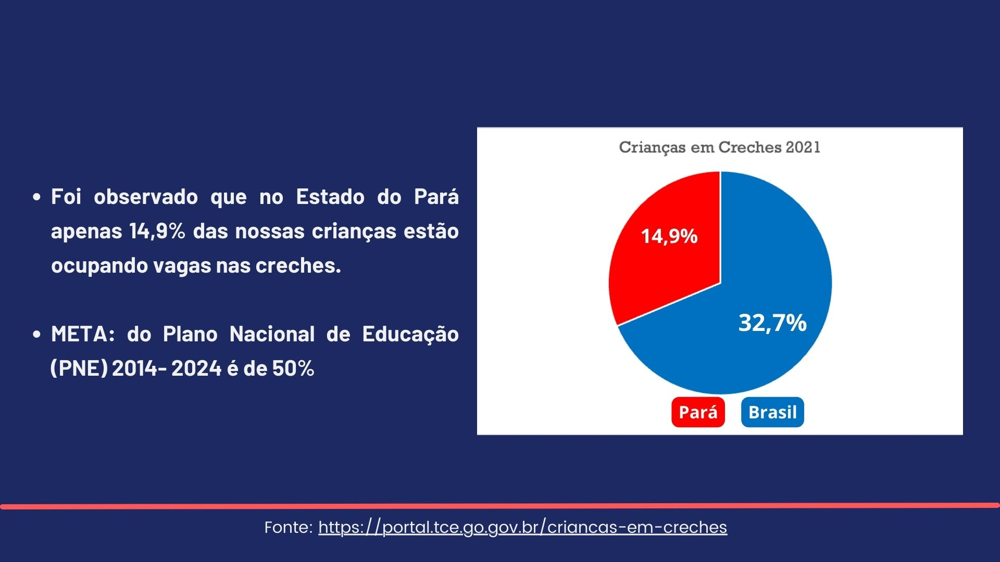 • Foi observado que no Estado do Pará
apenas 14,9% das nossas crianças estão
ocupando vagas nas creches.
• META: do Plano Nacional de Educação
(PNE) 2014- 2024 é de 50%
Crianças em Creches 2021
14,9%
32,7%
Pará
Brasil
Fonte: https://portal.tce.go.gov.br/criancas-em-creches